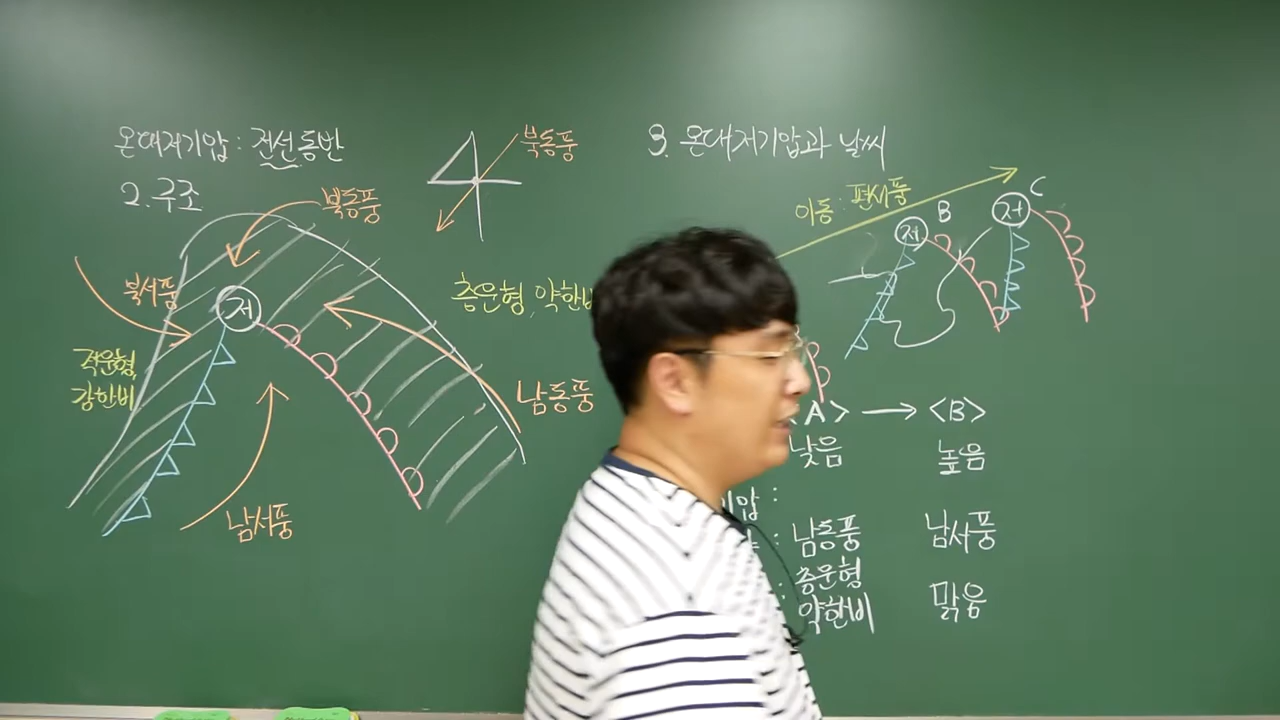 온대저기압 : 전선동반
2. 구조
북동풍
북동풍
북서풍
저
적운형,
강한비
층운형, 약한비
남동풍
남서풍
3. 온대저기압과 날씨
이동 : 편서풍
저 B
저 C
<A> → <B>
낮음 높음
압 :
: 남동풍 남서풍
: 층운형
약한비 맑음